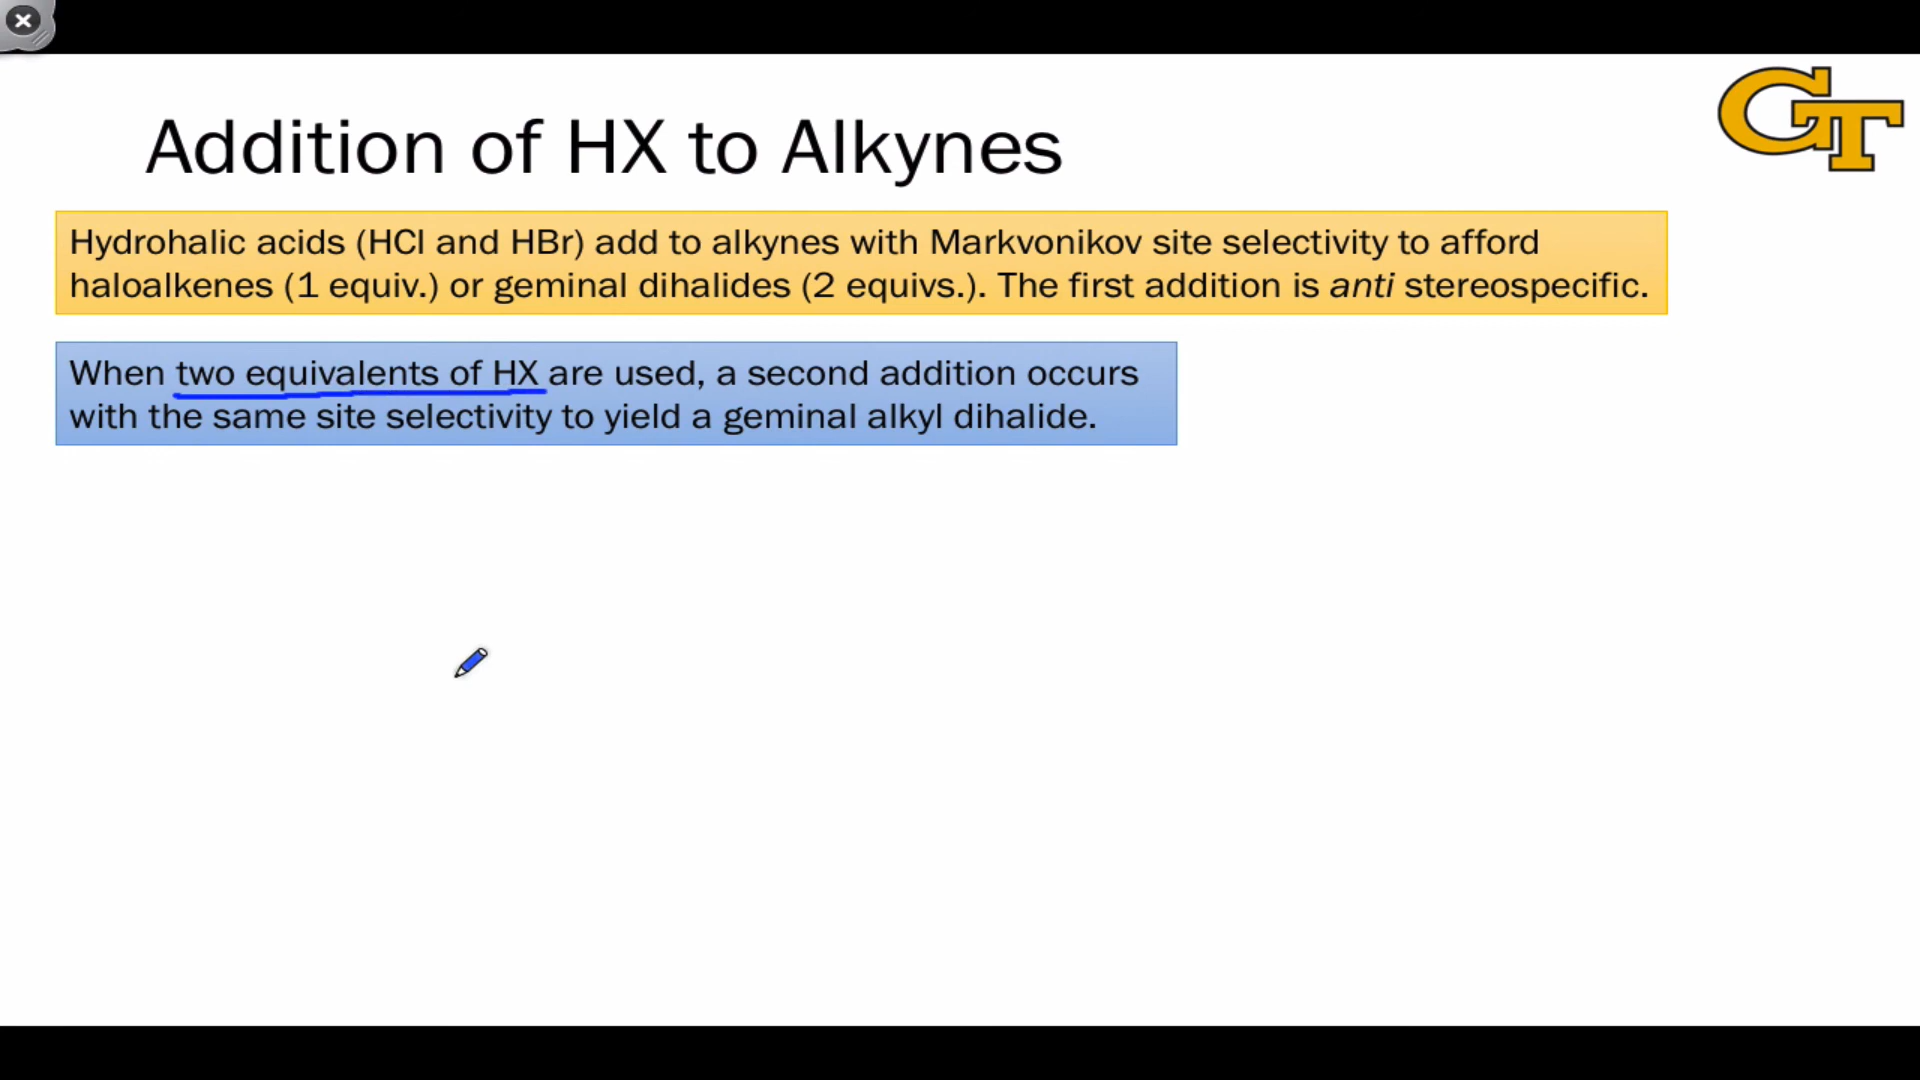 GT
Addition of HX to Alkynes
Hydrohalic acids (HCl and HBr) add to alkynes with Markvonikov site selectivity to afford
haloalkenes (1 equiv.) or geminal dihalides (2 equivs.). The first addition is anti stereospecific.
When two equivalents of HX are used, a second addition occurs
with the same site selectivity to yield a geminal alkyl dihalide.